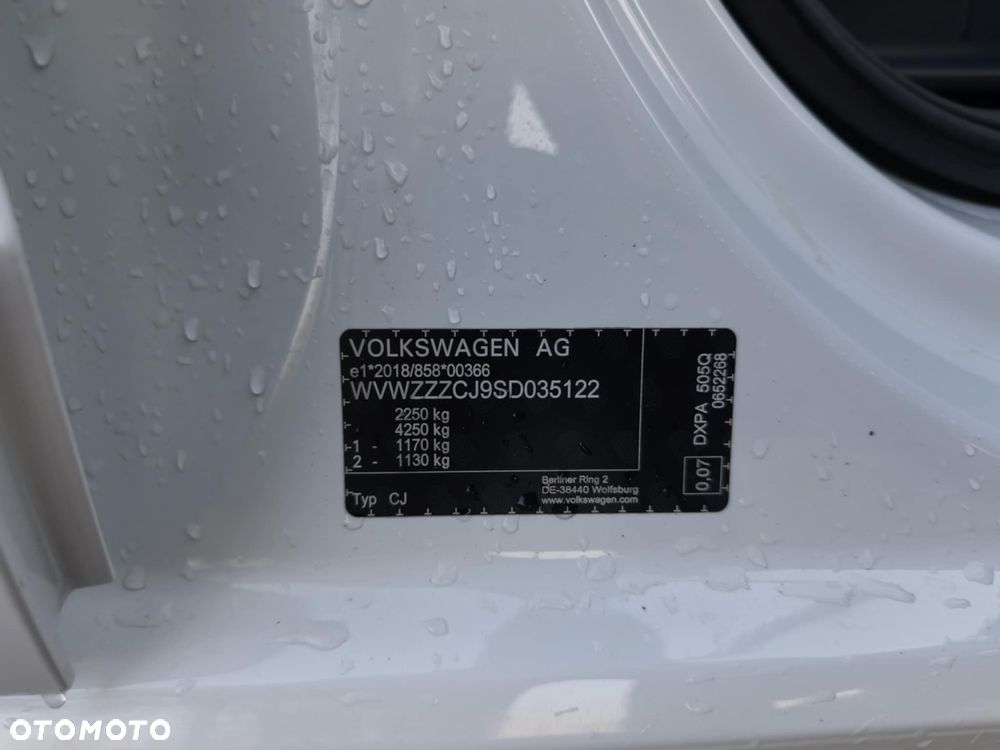 VOLKSWAGEN AG
e1*2018/858*00366
WVWZZZCJ9SD035122
2250 kg
4250 kg
1 - 1170 kg
2 - 1130 kg
Berliner Ring 2
DE-38440 Wolfsburg
www.volkswagen.com
Typ CJ
DXPA 505Q
0652268
0,07
OTOMOTO